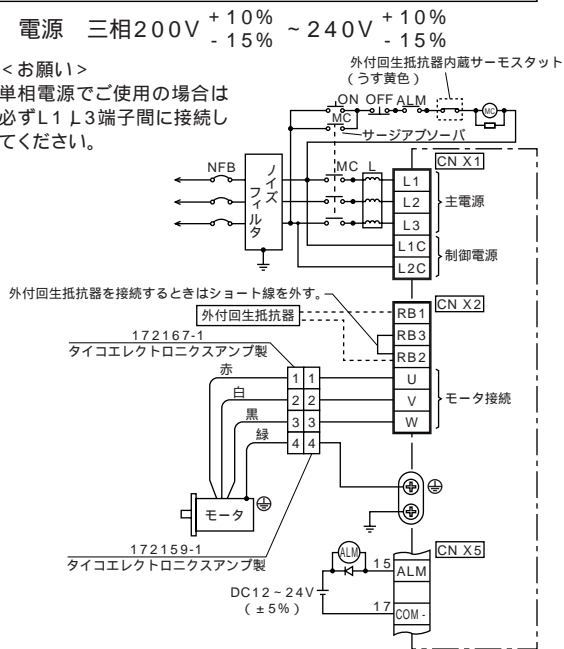 電源 三相200V +10% -15% ~240V +10% -15%
<お願い>
単相電源でご使用の場合は
必ずL1,L3端子間に接続し
てください。
外付回生抵抗器内蔵サーモスタット
(うす黄色)
ON OFF ALM
MC
MC
サージアブソーバ
NFB
ノイズフィルタ
MC L
CN X1
L1
L2
L3
主電源
L1C
L2C
制御電源
外付回生抵抗器を接続するときはショート線を外す。
外付回生抵抗器
CN X2
RB1
RB3
RB2
172167-1
タイコエレクトロニクスアンプ製
赤
1 1
U
白
2 2
V
モータ接続
黒
3 3
W
緑
4 4
モータ
172159-1
タイコエレクトロニクスアンプ製
CN X5
ALM
15 ALM
DC12~24V
(±5%)
17 COM-